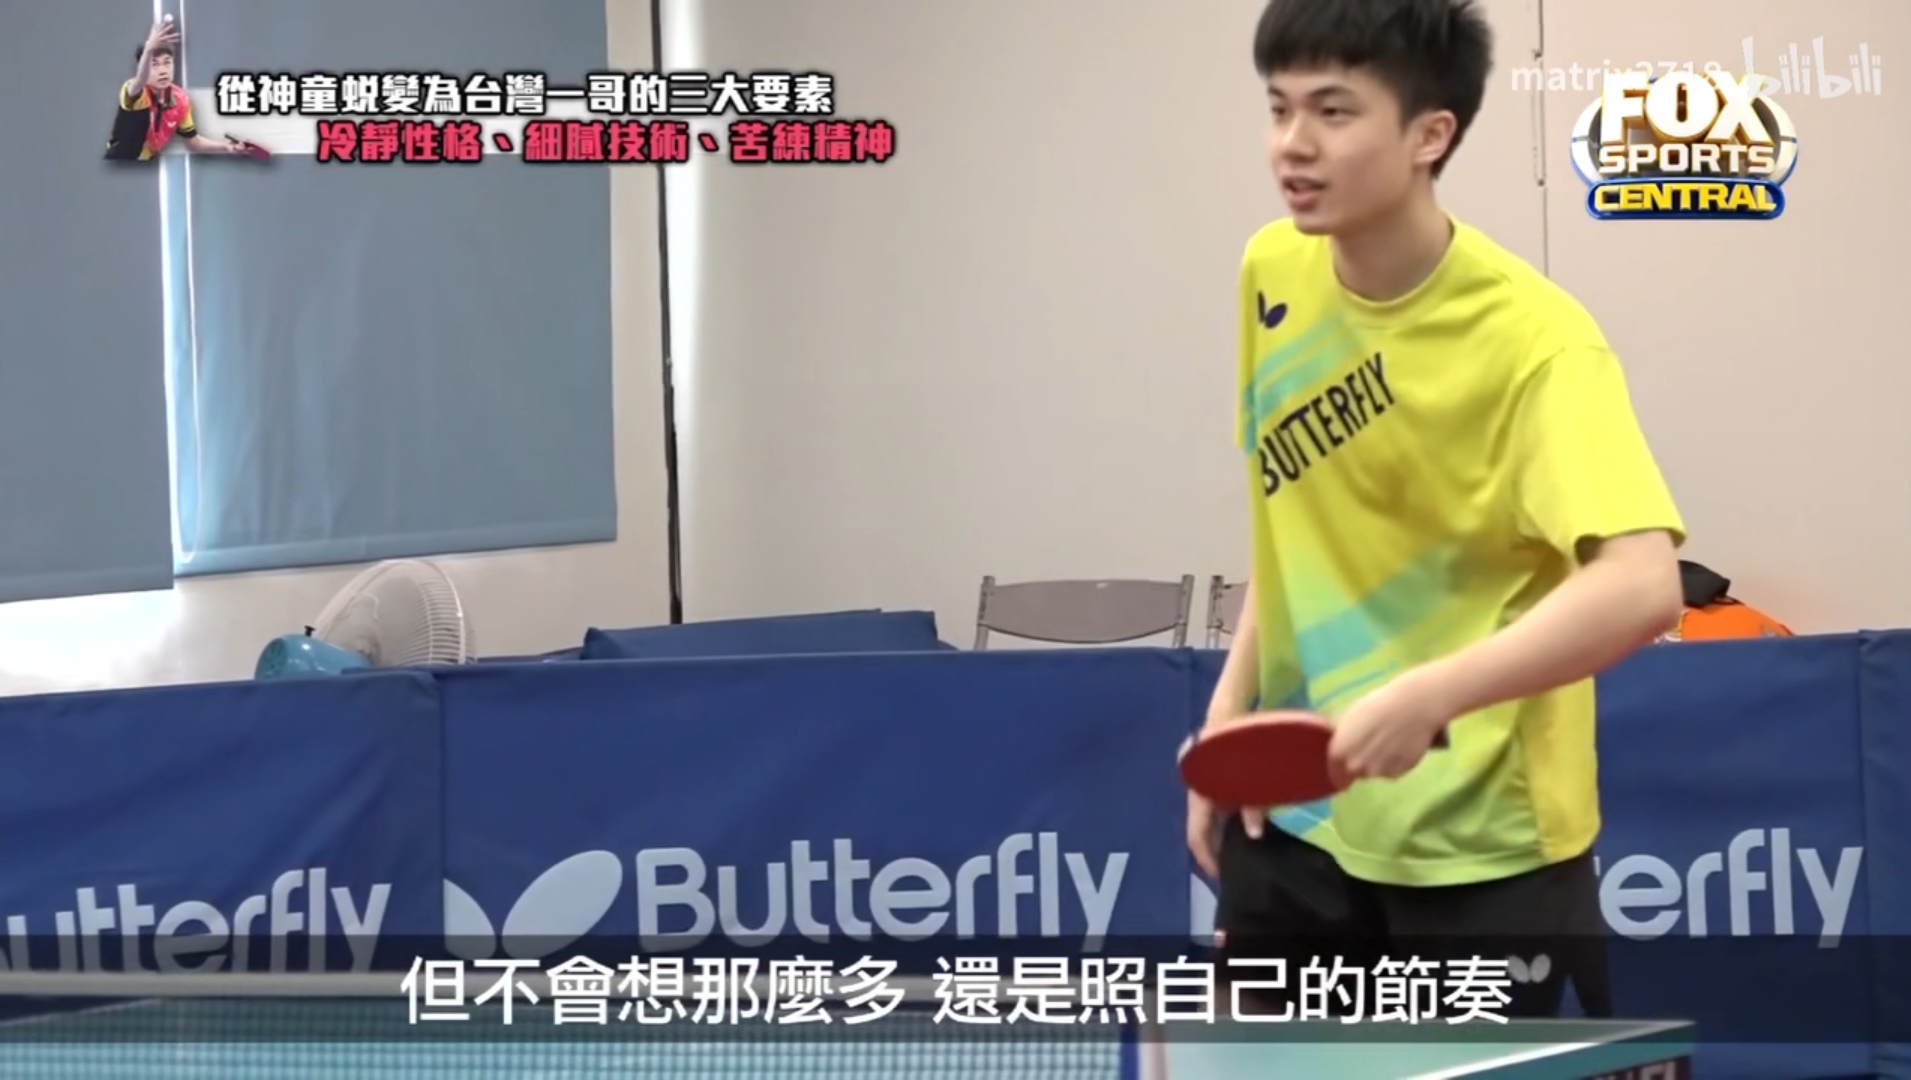 從神童蛻變為台灣一哥的三大要素
冷靜性格、細膩技術、苦練精神
matrix2718 bilibili
FOX
SPORTS
CENTRAL
BUTTERFLY
utterfly
Butterfly
erfly
但不會想那麼多 還是照自己的節奏